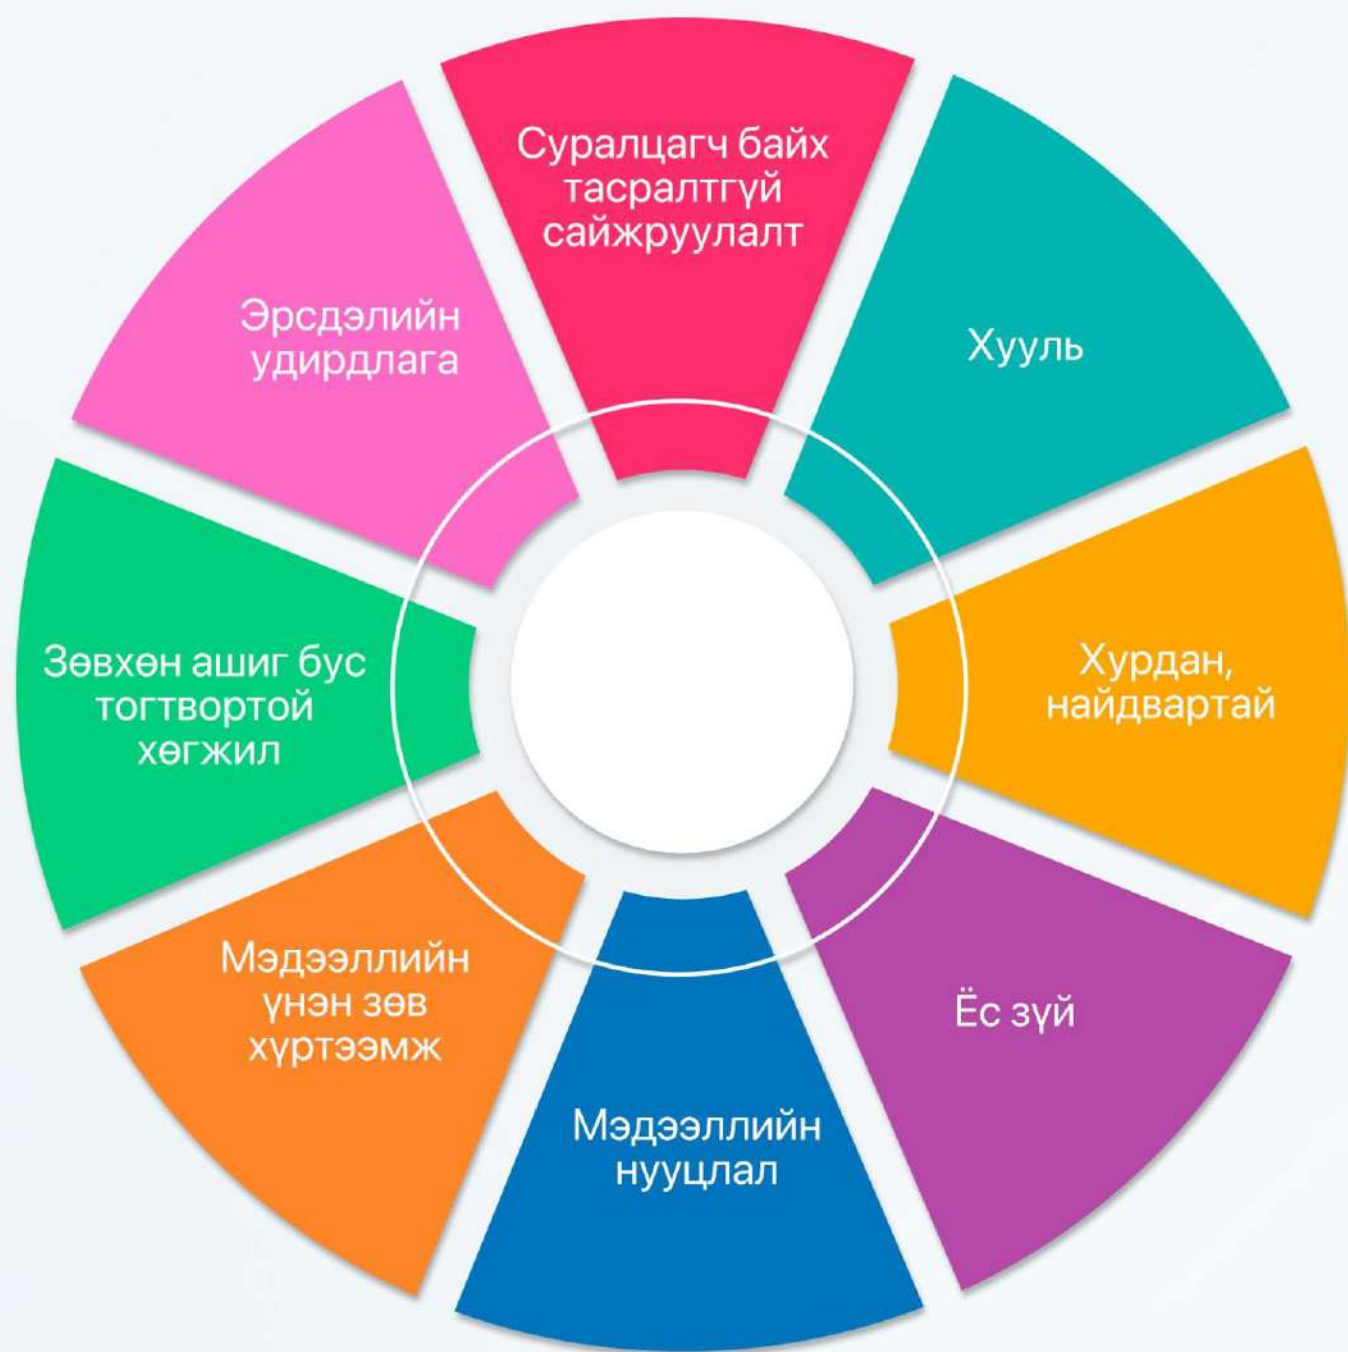 Суралцагч байх
тасралтгүй
сайжруулалт
Хууль
Хурдан,
найдвартай
Ёс зүй
Мэдээллийн
нууцлал
Мэдээллийн
үнэн зөв
хүртээмж
Зөвхөн ашиг бус
тогтвортой
хөгжил
Эрсдэлийн
удирдлага